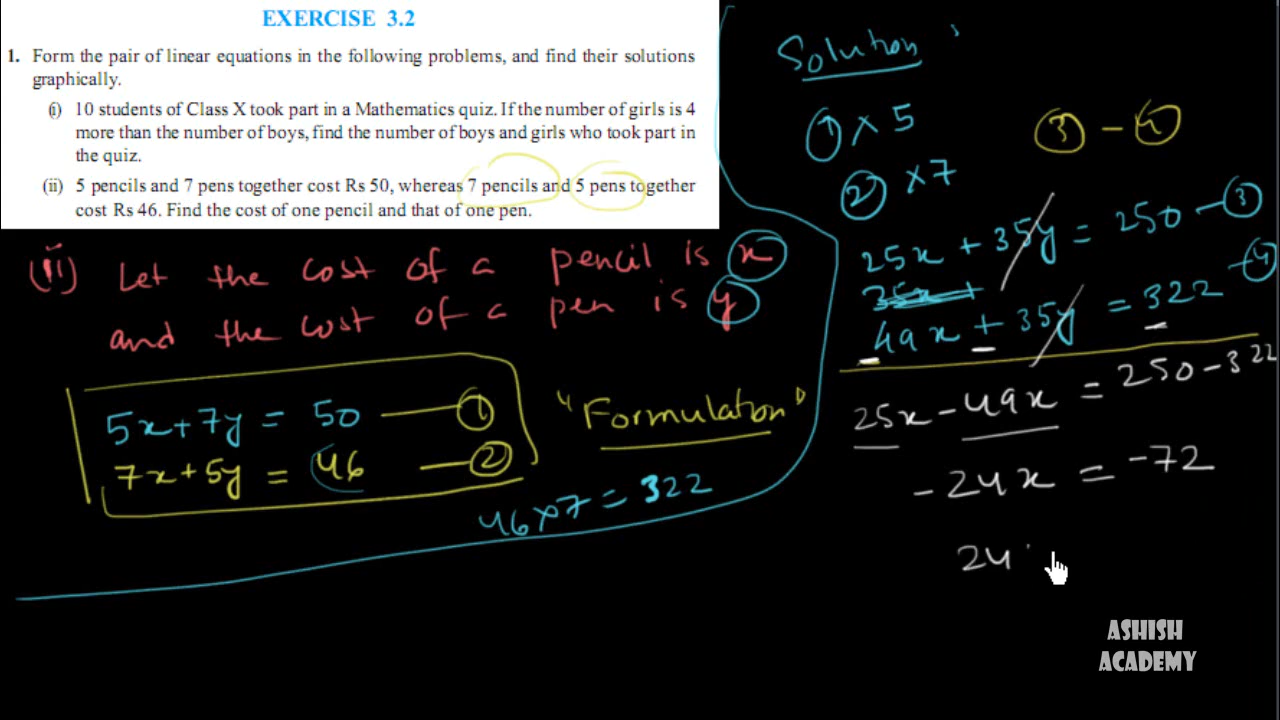 EXERCISE 3.2
1. Form the pair of linear equations in the following problems, and find their solutions
graphically.
(i) 10 students of Class X took part in a Mathematics quiz. If the number of girls is 4
more than the number of boys, find the number of boys and girls who took part in
the quiz.
(ii) 5 pencils and 7 pens together cost Rs 50, whereas 7 pencils and 5 pens together
cost Rs 46. Find the cost of one pencil and that of one pen.
(ii) Let the cost of a pencil is x
and the cost of a pen is y
5x+7y = 50 — 1
7x+5y = 46 — 2
"Formulation"
46x7 = 322
Solution
1 x 5
2 x 7
3 - 4
25x + 35y = 250 - 3
35x +
49x + 35y = 322 - 4
25x - 49x = 250 - 322
-24x = -72
24
ASHISH
ACADEMY